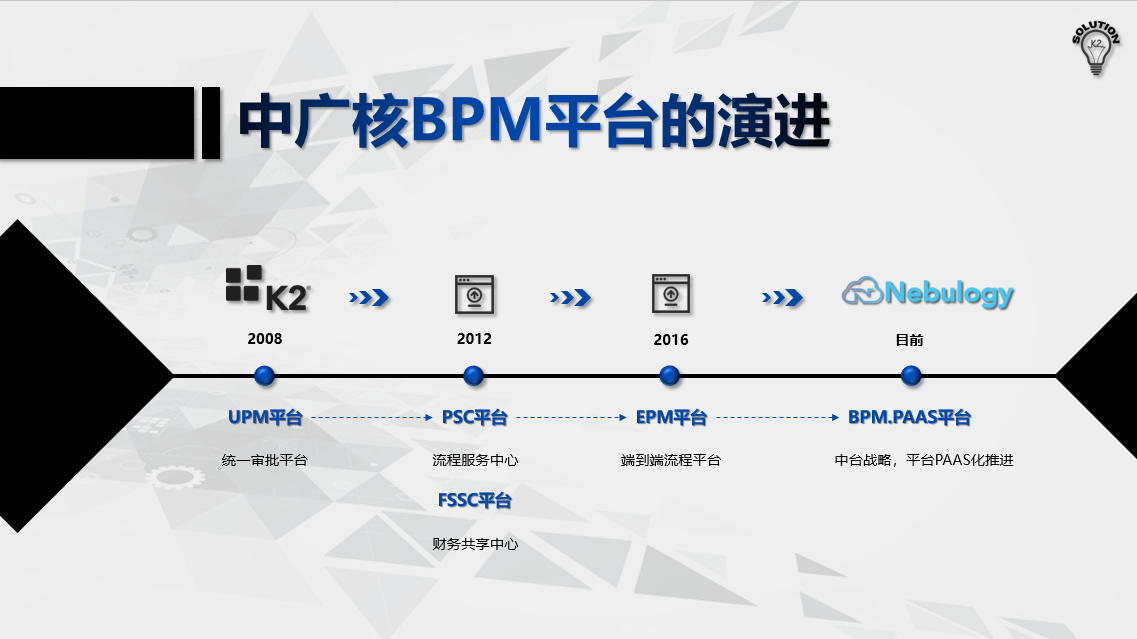 SOLUTION
K2
中广核BPM平台的演进
K2
Nebulogy
2008
2012
2016
目前
UPM平台
PSC平台
EPM平台
BPM.PAAS平台
统一审批平台
流程服务中心
端到端流程平台
中台战略，平台PAAS化推进
FSSC平台
财务共享中心